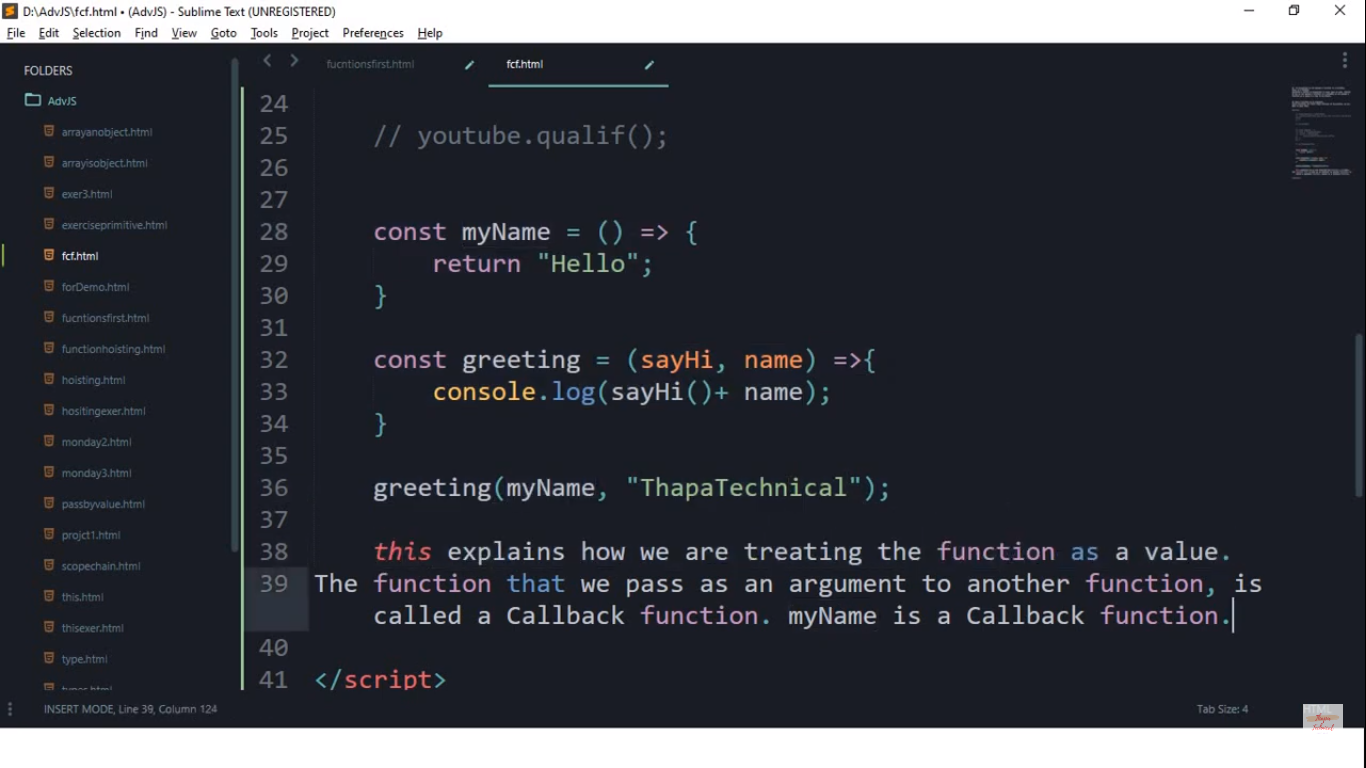 D:\AdvJS\fcf.html • (AdvJS) - Sublime Text (UNREGISTERED)
File Edit Selection Find View Goto Tools Project Preferences Help
FOLDERS
AdvJS
arrayanobject.html
arrayisobject.html
exer3.html
exerciseprimitive.html
fcf.html
forDemo.html
fucntionsfirst.html
functionhoisting.html
hoisting.html
hositingexer.html
monday2.html
monday3.html
passbyvalue.html
projct1.html
scopechain.html
this.html
thisexer.html
type.html
fucntionsfirst.html fcf.html
24
25 // youtube.qualif();
26
27
28 const myName = () => {
29 return "Hello";
30 }
31
32 const greeting = (sayHi, name) =>{
33 console.log(sayHi()+ name);
34 }
35
36 greeting(myName, "ThapaTechnical");
37
38 this explains how we are treating the function as a value.
39 The function that we pass as an argument to another function, is
called a Callback function. myName is a Callback function.
40
41 </script>
INSERT MODE, Line 39, Column 124
Tab Size: 4
HTML